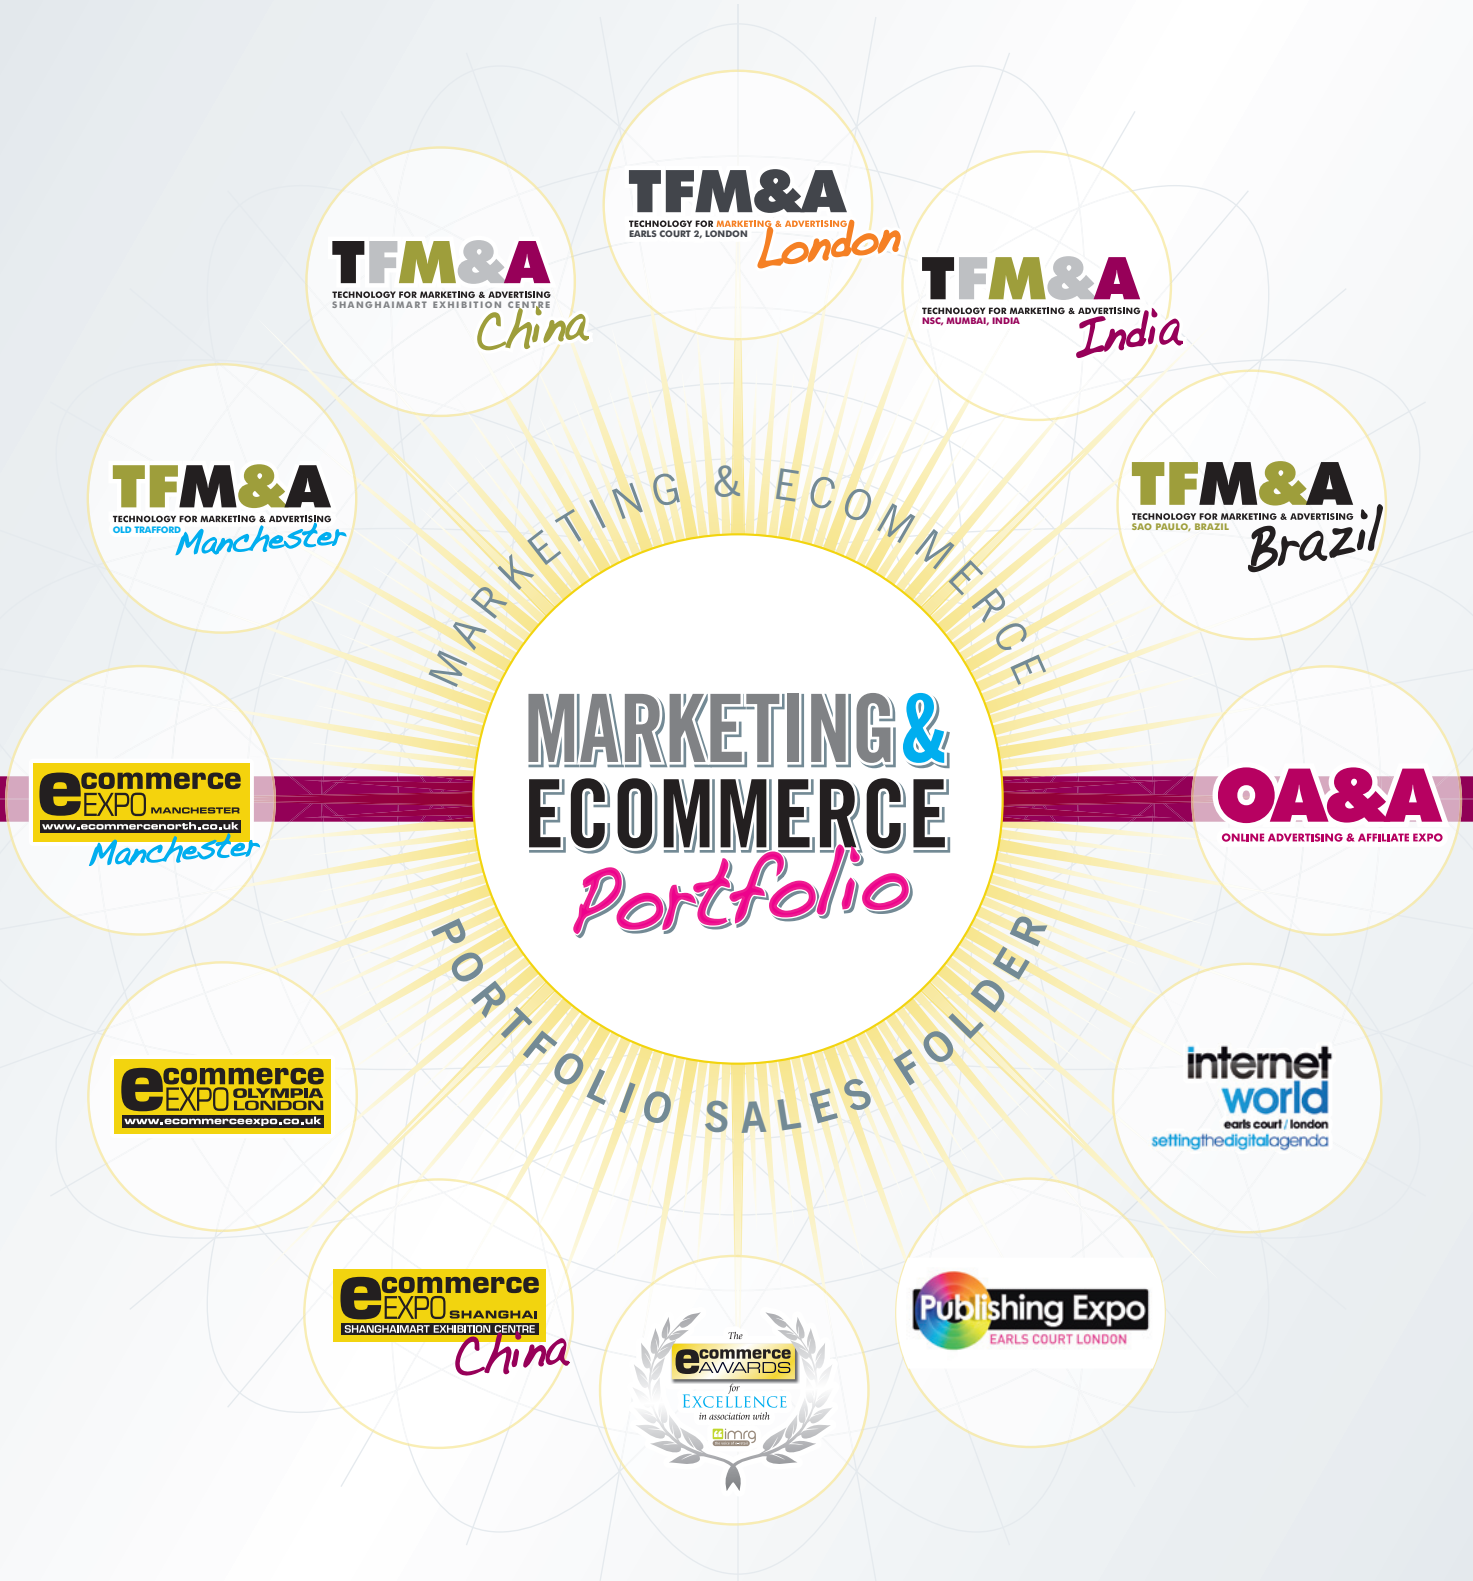 TFM&A
TECHNOLOGY FOR MARKETING & ADVERTISING
EARLS COURT 2, LONDON
London
TFM&A
TECHNOLOGY FOR MARKETING & ADVERTISING
SHANGHAIMART EXHIBITION CENTRE
China
TFM&A
TECHNOLOGY FOR MARKETING & ADVERTISING
NSC, MUMBAI, INDIA
India
TFM&A
TECHNOLOGY FOR MARKETING & ADVERTISING
OLD TRAFFORD
Manchester
TFM&A
TECHNOLOGY FOR MARKETING & ADVERTISING
SAO PAULO, BRAZIL
Brazil
MARKETING & ECOMMERCE
MARKETING &
ECOMMERCE
Portfolio
PORTFOLIO SALES FOLDER
ecommerce
EXPO MANCHESTER
www.ecommercenorth.co.uk
Manchester
OA&A
ONLINE ADVERTISING & AFFILIATE EXPO
ecommerce
EXPO OLYMPIA LONDON
www.ecommerceexpo.co.uk
internet
world
earls court / london
settingthedigitalagenda
ecommerce
EXPO SHANGHAI
SHANGHAIMART EXHIBITION CENTRE
China
The
ecommerce
AWARDS
for
EXCELLENCE
in association with
imrg
Publishing Expo
EARLS COURT LONDON